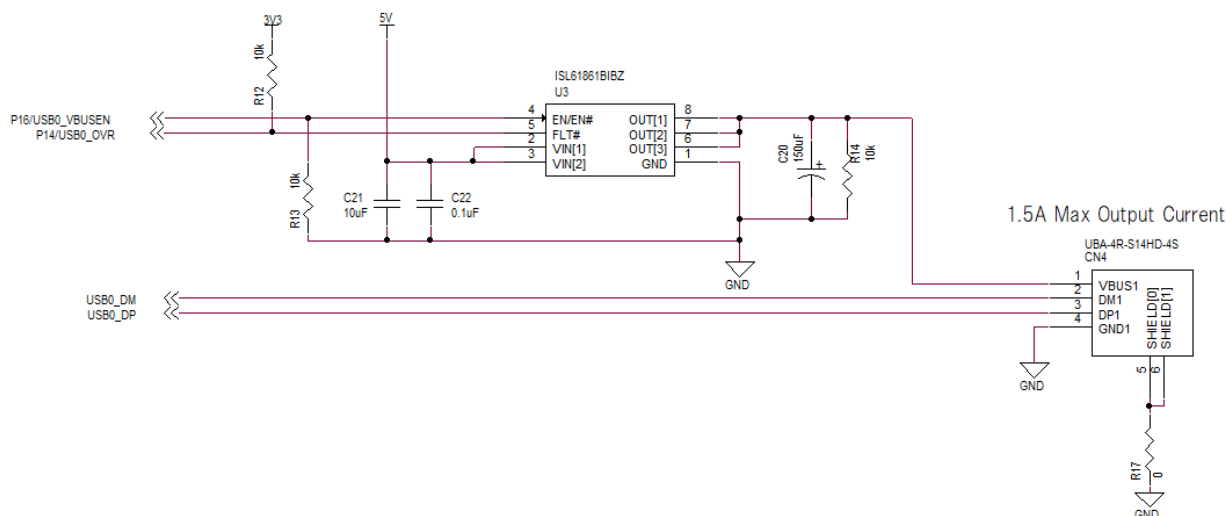 3V3
5V
10k
R12
ISL61861BIBZ
U3
P16/USB0_VBUSEN
P14/USB0_OVR
4 EN/EN# OUT[1] 8
5 FLT# OUT[2] 7
2 VIN[1] OUT[3] 6
3 VIN[2] GND 1
C20
150uF
+
R14
10k
10k
R13
C21
10uF
C22
0.1uF
GND
1.5A Max Output Current
UBA-4R-S14HD-4S
CN4
USB0_DM
USB0_DP
1 VBUS1
2 DM1
3 DP1
4 GND1
SHIELD[0]
SHIELD[1]
5
6
GND
R17
0
GND